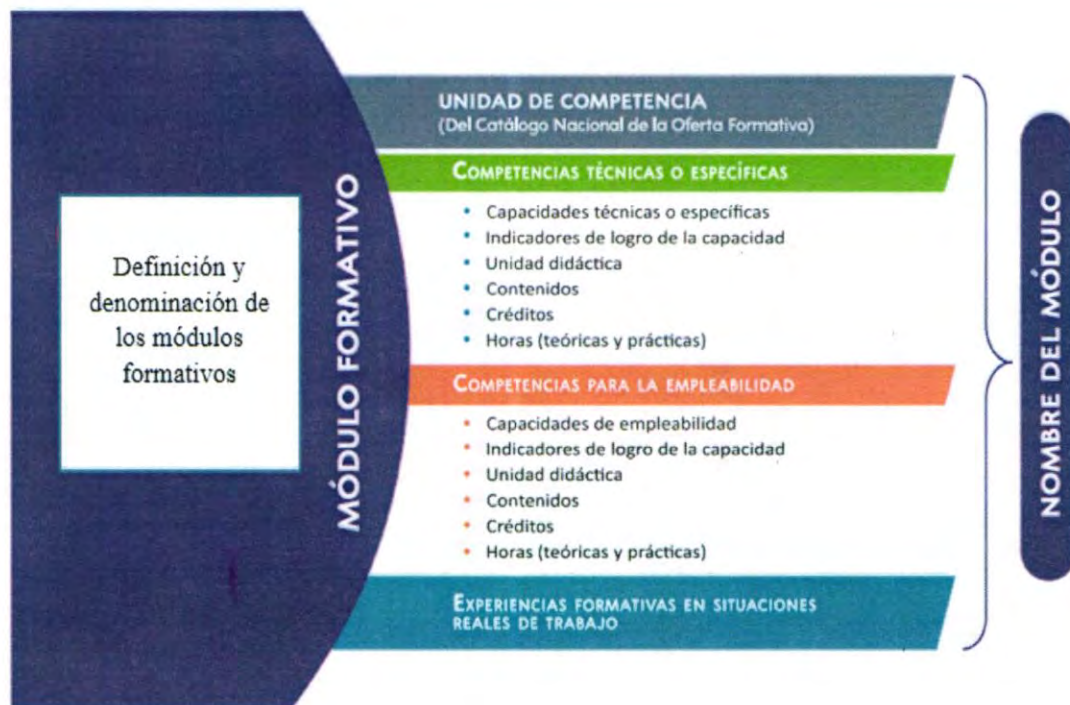 Definición y
denominación de
los módulos
formativos
MÓDULO FORMATIVO
UNIDAD DE COMPETENCIA
(Del Catálogo Nacional de la Oferta Formativa)
COMPETENCIAS TÉCNICAS O ESPECÍFICAS
• Capacidades técnicas o específicas
• Indicadores de logro de la capacidad
• Unidad didáctica
• Contenidos
• Créditos
• Horas (teóricas y prácticas)
COMPETENCIAS PARA LA EMPLEABILIDAD
• Capacidades de empleabilidad
• Indicadores de logro de la capacidad
• Unidad didáctica
• Contenidos
• Créditos
• Horas (teóricas y prácticas)
EXPERIENCIAS FORMATIVAS EN SITUACIONES
REALES DE TRABAJO
NOMBRE DEL MÓDULO